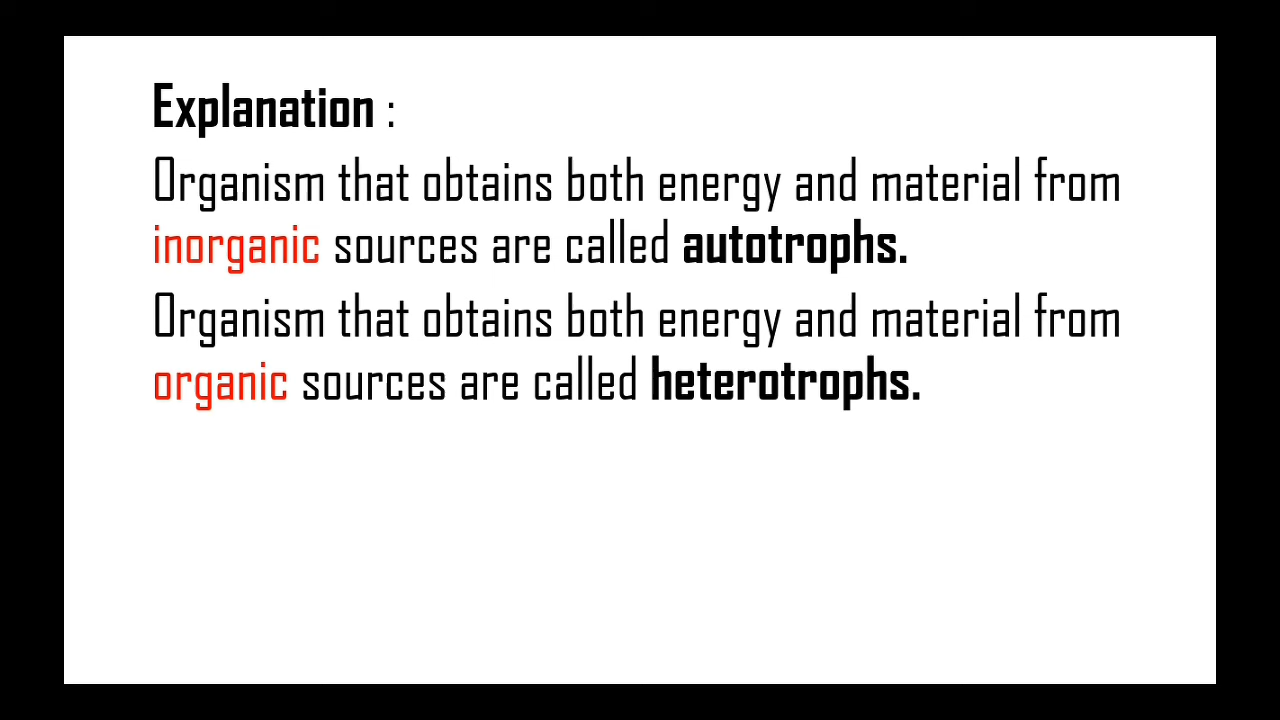 Explanation :
Organism that obtains both energy and material from
inorganic sources are called autotrophs.
Organism that obtains both energy and material from
organic sources are called heterotrophs.